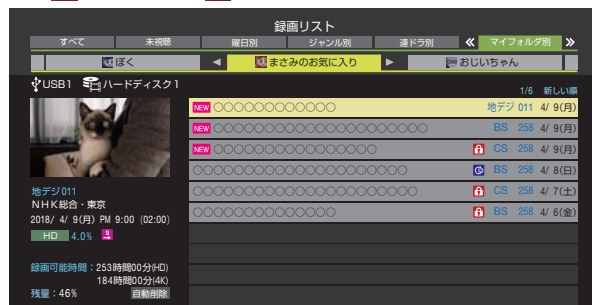 録画リスト
すべて 未視聴 曜日別 ジャンル別 連ドラ別 マイフォルダ別
ぼく まさみのお気に入り おじいちゃん
USB1 ハードディスク1
1/6 新しい順
NEW ○○○○○○○○○○○○ 地デジ 011 4/ 9(月)
NEW ○○○○○○○○○○○○○○○○○○○○○ BS 258 4/ 9(月)
NEW ○○○○○○○○○○○○○○○○ CS 258 4/ 9(月)
○○○○○○○○○○○○○○○○○○○○○ BS 258 4/ 8(日)
○○○○○○○○○○○○○○○○○○○○○○ CS 258 4/ 7(土)
○○○○○○○○○○○○○○ BS 258 4/ 6(金)
地デジ011
NHK総合・東京
2018/ 4/ 9(月) PM 9:00 (02:00)
HD 4.0% 9
録画可能時間：253時間00分(HD)
184時間00分(4K)
残量：46% 自動削除